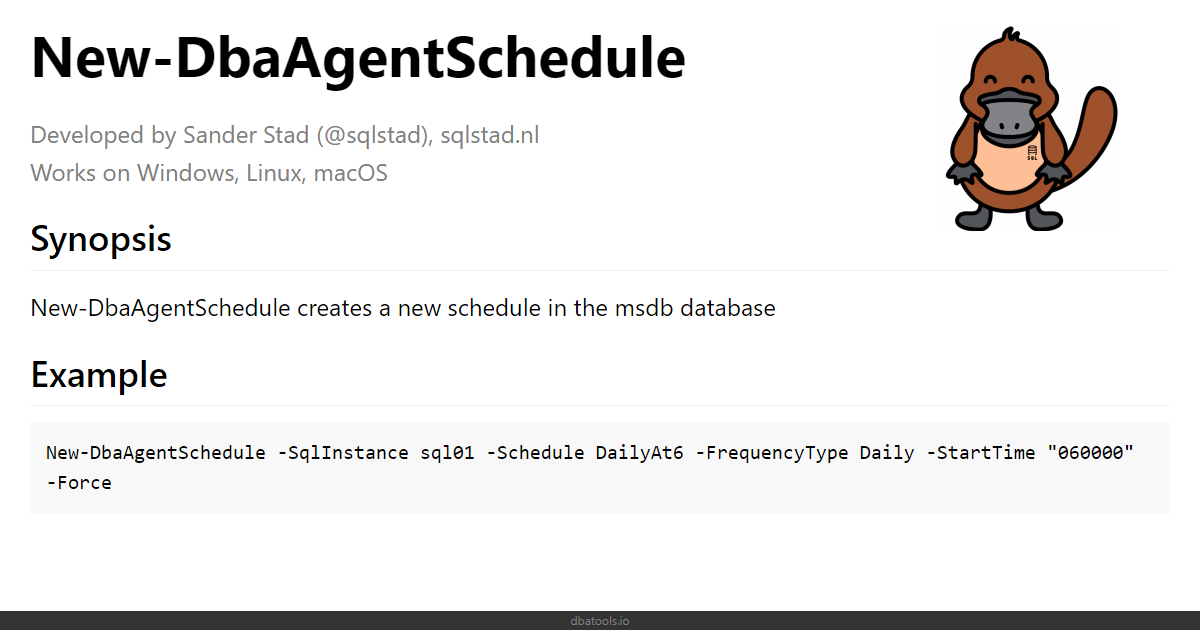 New-DbaAgentSchedule
Developed by Sander Stad (@sqlstad), sqlstad.nl
Works on Windows, Linux, macOS
SQL
Synopsis
New-DbaAgentSchedule creates a new schedule in the msdb database
Example
New-DbaAgentSchedule -SqlInstance sql01 -Schedule DailyAt6 -FrequencyType Daily -StartTime "060000"
-Force
dbatools.io